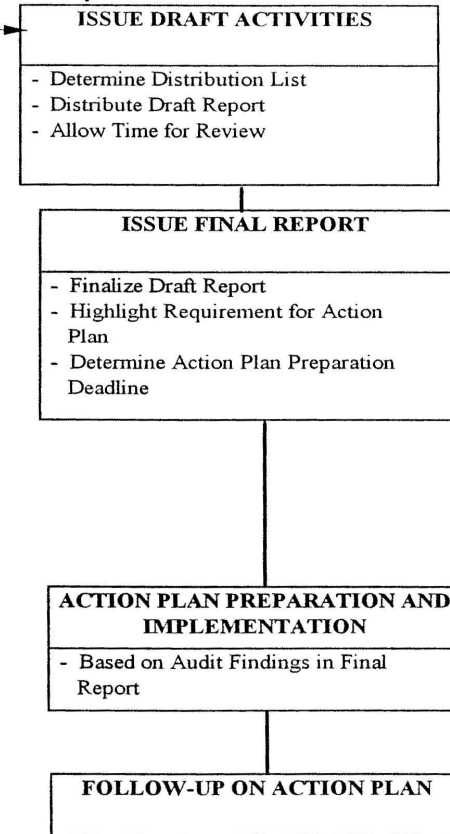 ISSUE DRAFT ACTIVITIES
- Determine Distribution List
- Distribute Draft Report
- Allow Time for Review
ISSUE FINAL REPORT
- Finalize Draft Report
- Highlight Requirement for Action
Plan
- Determine Action Plan Preparation
Deadline
ACTION PLAN PREPARATION AND
IMPLEMENTATION
- Based on Audit Findings in Final
Report
FOLLOW-UP ON ACTION PLAN